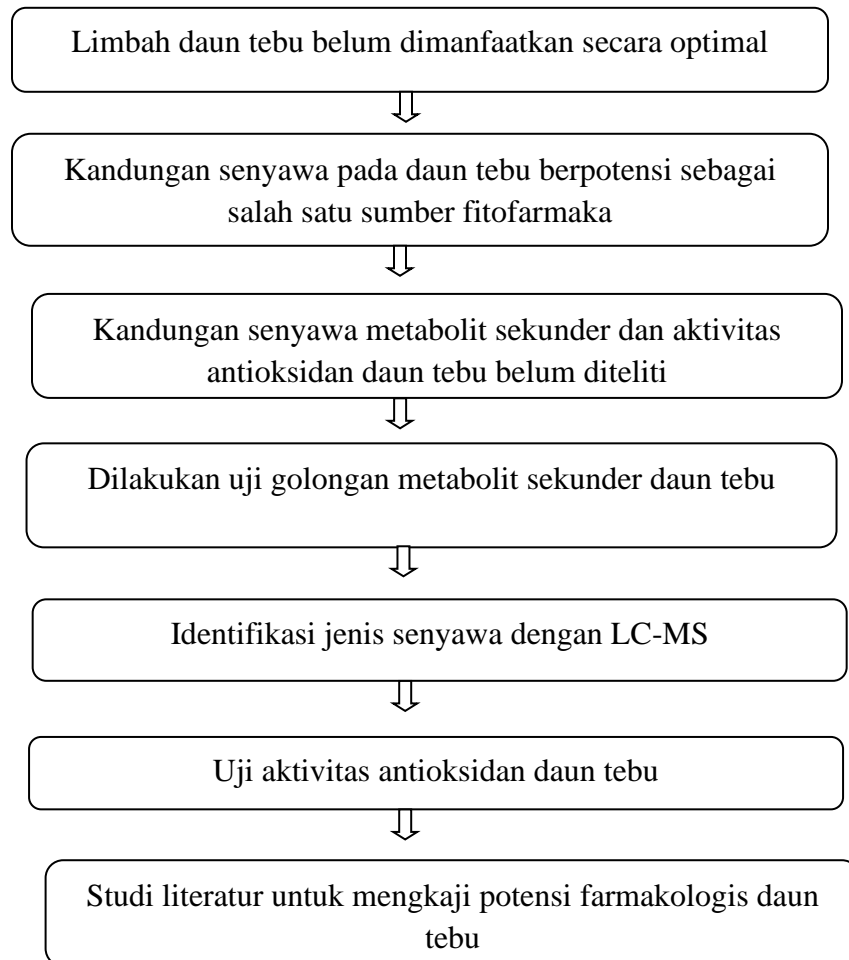 Limbah daun tebu belum dimanfaatkan secara optimal
Kandungan senyawa pada daun tebu berpotensi sebagai
salah satu sumber fitofarmaka
Kandungan senyawa metabolit sekunder dan aktivitas
antioksidan daun tebu belum diteliti
Dilakukan uji golongan metabolit sekunder daun tebu
Identifikasi jenis senyawa dengan LC-MS
Uji aktivitas antioksidan daun tebu
Studi literatur untuk mengkaji potensi farmakologis daun
tebu